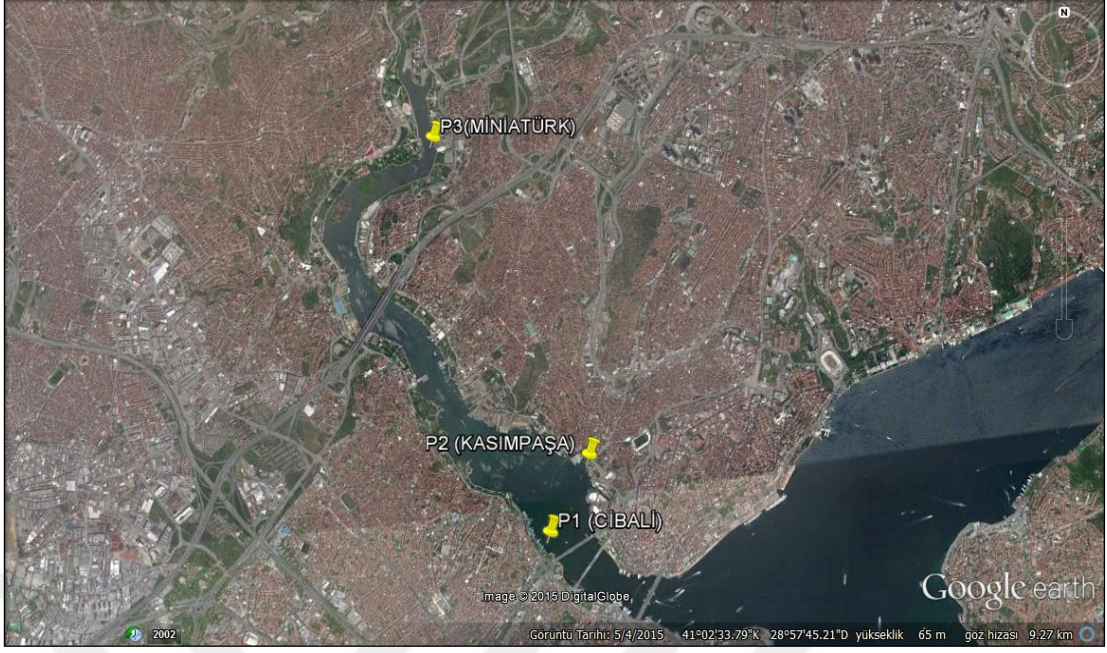 N
P3(MİNİATÜRK)
P2 (KASIMPAŞA)
P1 (CİBALİ)
Image © 2015 DigitalGlobe
Google earth
2002
Görüntü Tarihi: 5/4/2015 41°02'33.79"K 28°57'45.21"D yükseklik 65 m göz hizası 9.27 km